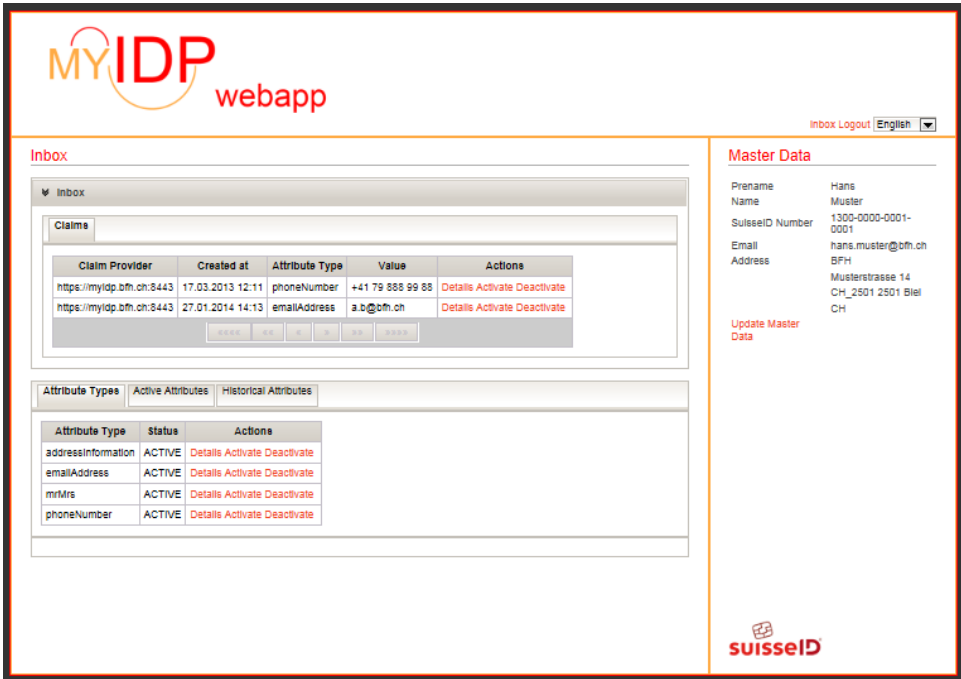 MYIDP
webapp
Inbox Logout English
Inbox
Inbox
Claims
Claim Provider Created at Attribute Type Value Actions
https://myidp.bfh.ch:8443 17.03.2013 12:11 phoneNumber +41 79 888 99 88 Details Activate Deactivate
https://myidp.bfh.ch:8443 27.01.2014 14:13 emailAddress a.b@bfh.ch Details Activate Deactivate
«««« «« « » »» »»»»
Attribute Types Active Attributes Historical Attributes
Attribute Type Status Actions
addressInformation ACTIVE Details Activate Deactivate
emailAddress ACTIVE Details Activate Deactivate
mrMrs ACTIVE Details Activate Deactivate
phoneNumber ACTIVE Details Activate Deactivate
Master Data
Prename Hans
Name Muster
SuisseID Number 1300-0000-0001-
0001
Email hans.muster@bfh.ch
Address BFH
Musterstrasse 14
CH_2501 2501 Biel
CH
Update Master
Data
suisseID